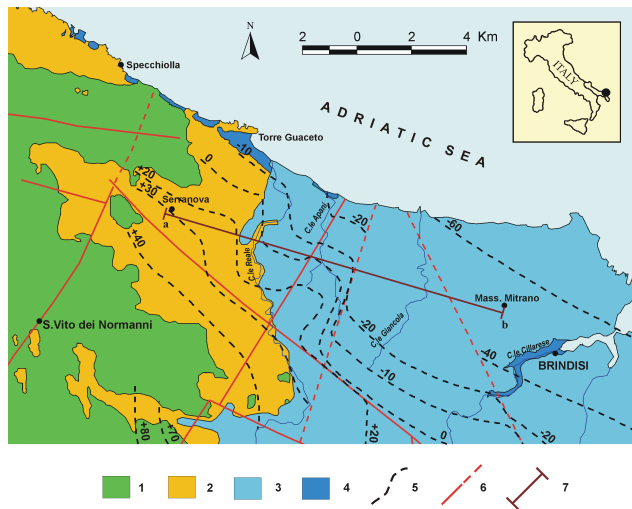 N
2 0 2 4 Km
ITALY
Specchiolla
ADRIATIC SEA
Torre Guaceto
-10
0
+20
+30
Serranova
a
+40
C.le Reale
C.le Apani
-20
-60
C.le Giancola
Mass. Mitrano
b
S.Vito dei Normanni
-20
-10
-40
C.le Cillarese
BRINDISI
+80
+70
+20
0
-20
1 2 3 4 5 6 7